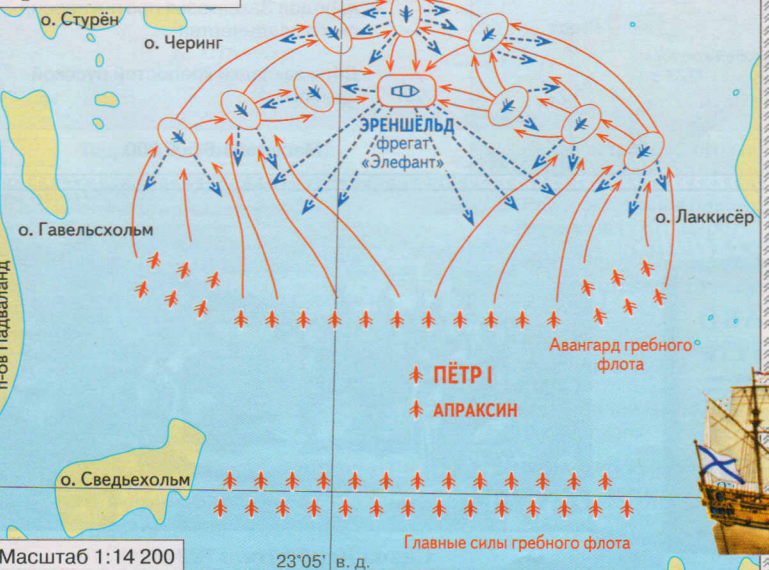 о. Стурён
о. Черинг
ЭРЕНШЁЛЬД
фрегат
«Элефант»
о. Гавельсхольм
о. Лаккисёр
п-ов Падваланд
Авангард гребного
флота
ПЁТР I
АПРАКСИН
о. Сведьехольм
Главные силы гребного флота
Масштаб 1:14 200
23°05' в. д.